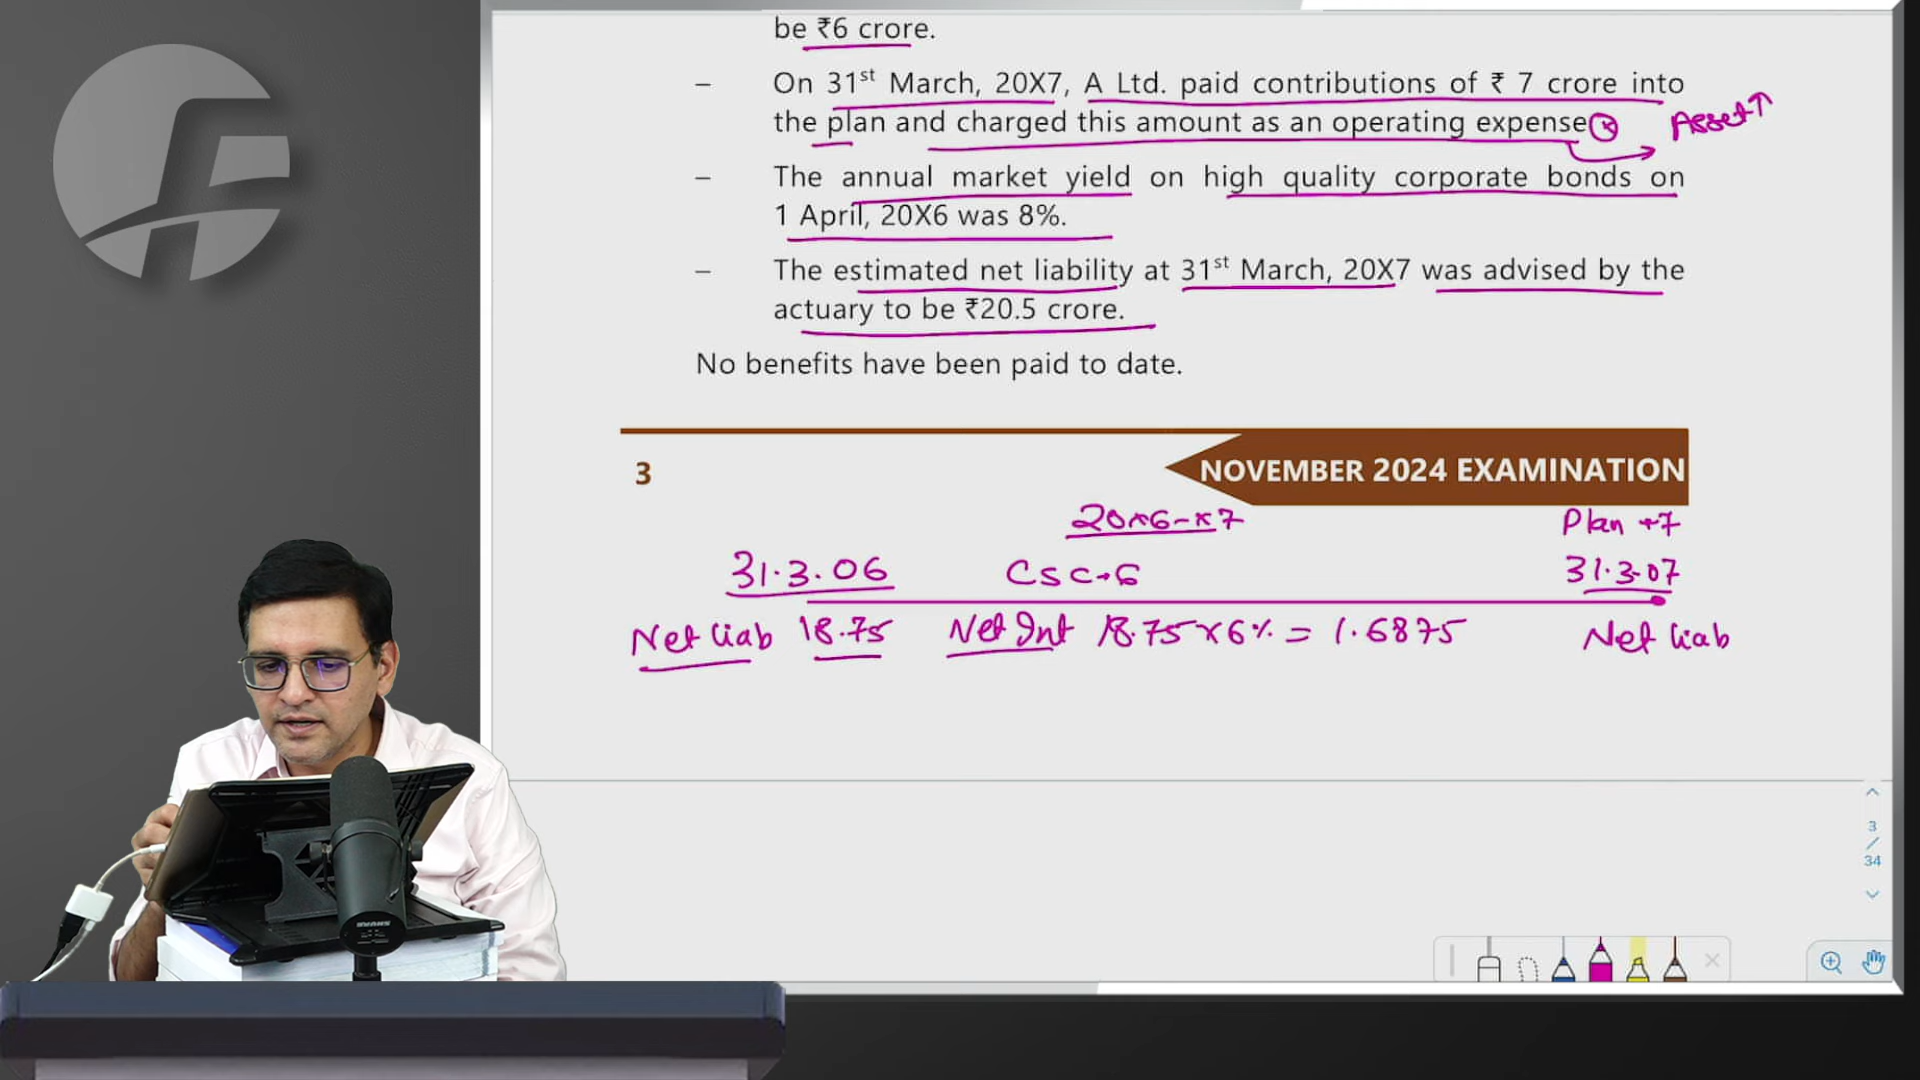 be ₹6 crore.
– On 31st March, 20X7, A Ltd. paid contributions of ₹ 7 crore into
the plan and charged this amount as an operating expense
Asset↑
– The annual market yield on high quality corporate bonds on
1 April, 20X6 was 8%.
– The estimated net liability at 31st March, 20X7 was advised by the
actuary to be ₹20.5 crore.
No benefits have been paid to date.
3
NOVEMBER 2024 EXAMINATION
20x6-x7
Plan +7
31.3.06
CSC → 6
31.3.07
Net liab 18.75
Net Int 18.75 x 6% = 1.6875
Net liab
3
/
34
SHURE